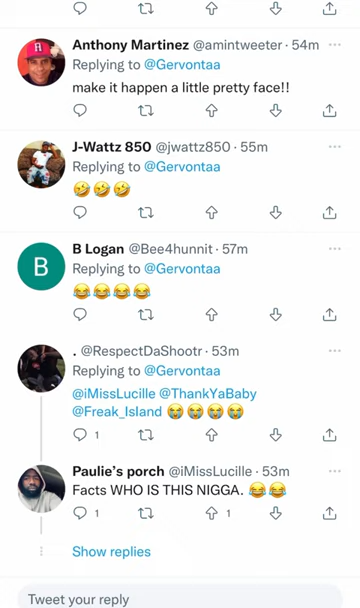 Anthony Martinez @amintweeter · 54m
Replying to @Gervontaa
make it happen a little pretty face!!
J-Wattz 850 @jwattz850 · 55m
Replying to @Gervontaa
🤣🤣🤣
B Logan @Bee4hunnit · 57m
Replying to @Gervontaa
😂😂😂😂
. @RespectDaShootr · 53m
Replying to @Gervontaa
@iMissLucille @ThankYaBaby
@Freak_Island 😭😭😭😭
1
Paulie's porch @iMissLucille · 53m
Facts WHO IS THIS NIGGA. 😂😂
1 1
Show replies
Tweet your reply